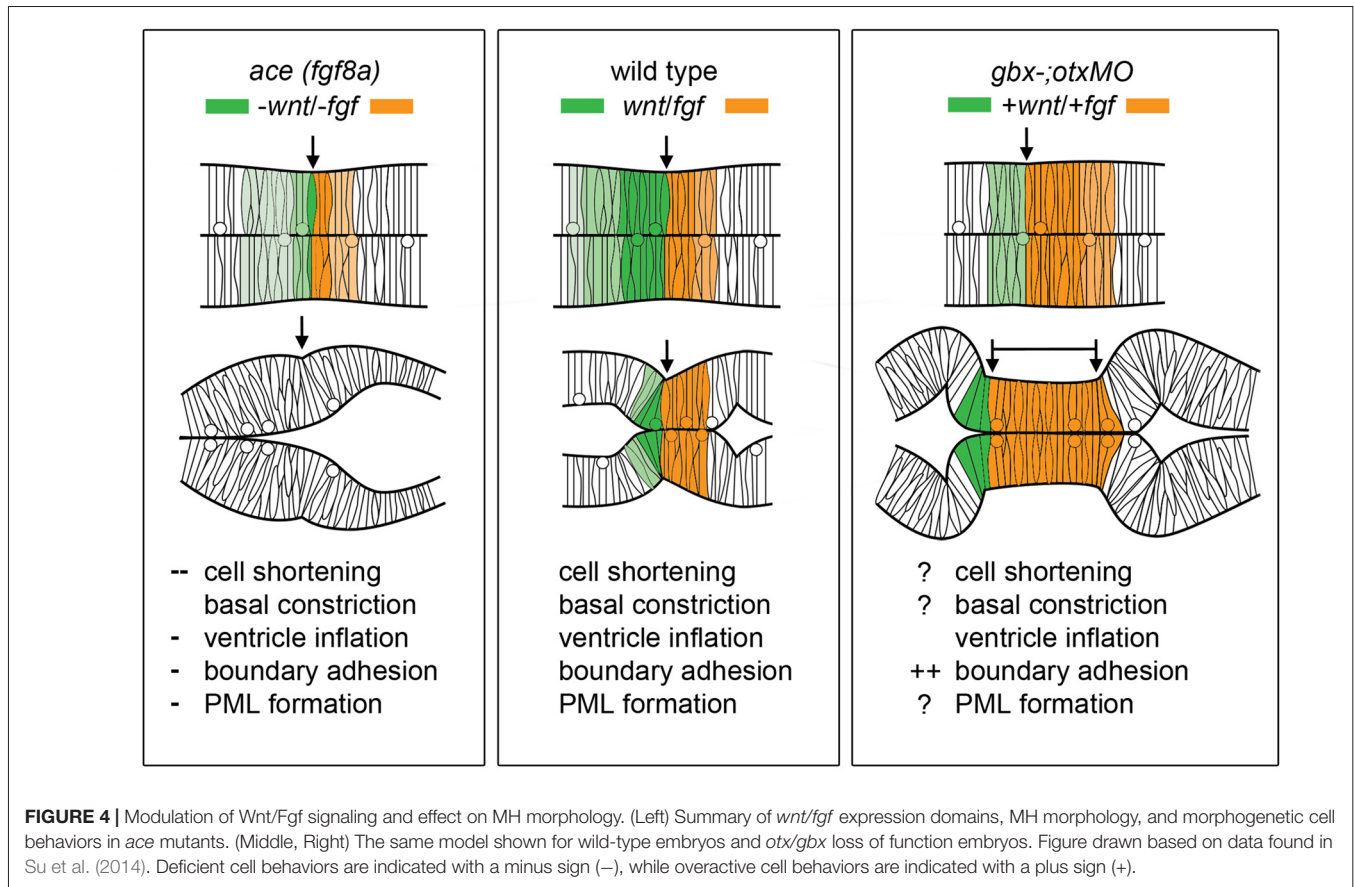 ace (fgf8a)
-wnt/-fgf
-- cell shortening
basal constriction
- ventricle inflation
- boundary adhesion
- PML formation
wild type
wnt/fgf
cell shortening
basal constriction
ventricle inflation
boundary adhesion
PML formation
gbx-;otxMO
+wnt/+fgf
? cell shortening
? basal constriction
ventricle inflation
++ boundary adhesion
? PML formation
FIGURE 4 | Modulation of Wnt/Fgf signaling and effect on MH morphology. (Left) Summary of wnt/fgf expression domains, MH morphology, and morphogenetic cell
behaviors in ace mutants. (Middle, Right) The same model shown for wild-type embryos and otx/gbx loss of function embryos. Figure drawn based on data found in
Su et al. (2014). Deficient cell behaviors are indicated with a minus sign (−), while overactive cell behaviors are indicated with a plus sign (+).